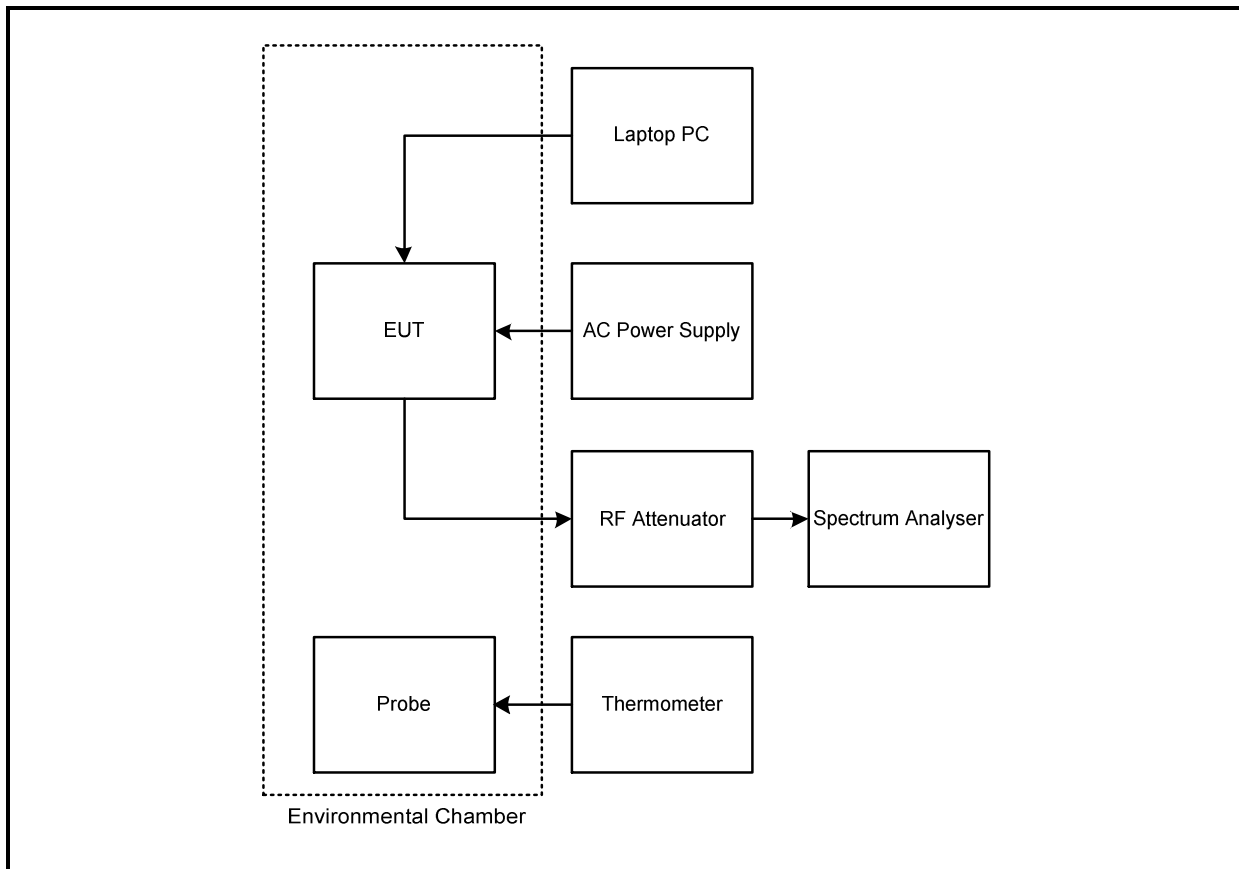 Laptop PC
EUT
AC Power Supply
RF Attenuator
Spectrum Analyser
Probe
Thermometer
Environmental Chamber